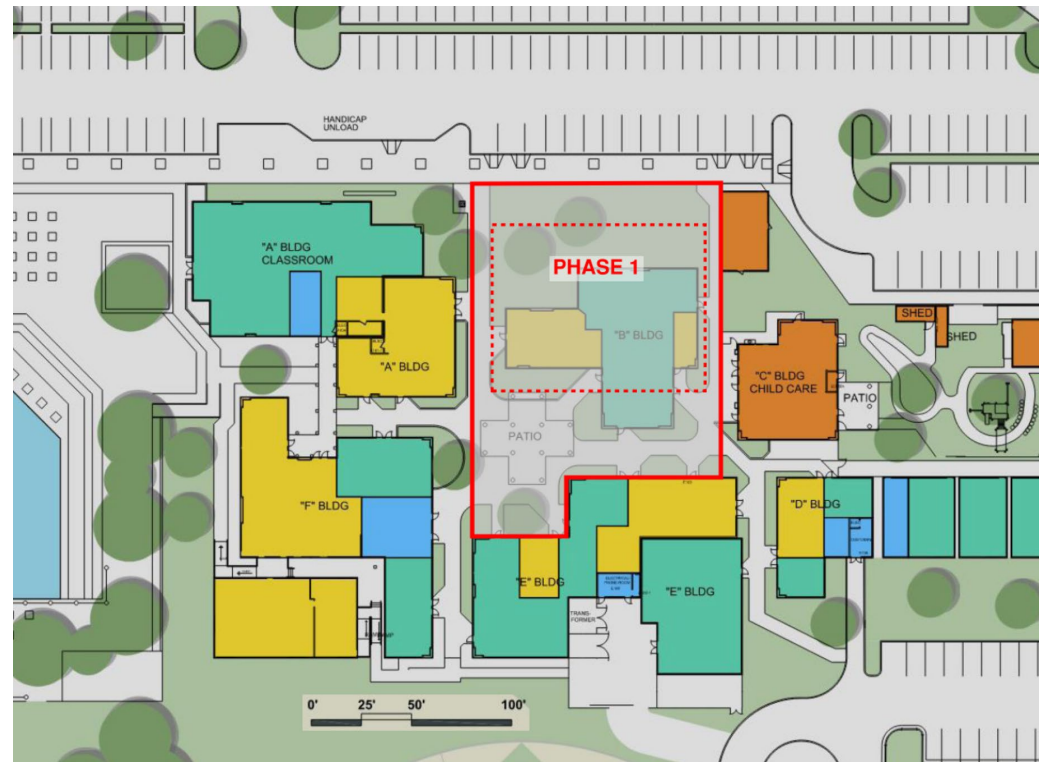 HANDICAP
UNLOAD
"A" BLDG
CLASSROOM
PHASE 1
SHED
SHED
"B" BLDG
"A" BLDG
"C" BLDG
CHILD CARE
PATIO
PATIO
"F" BLDG
"D" BLDG
"E" BLDG
"E" BLDG
TRANS-
FORMER
0' 25' 50' 100'